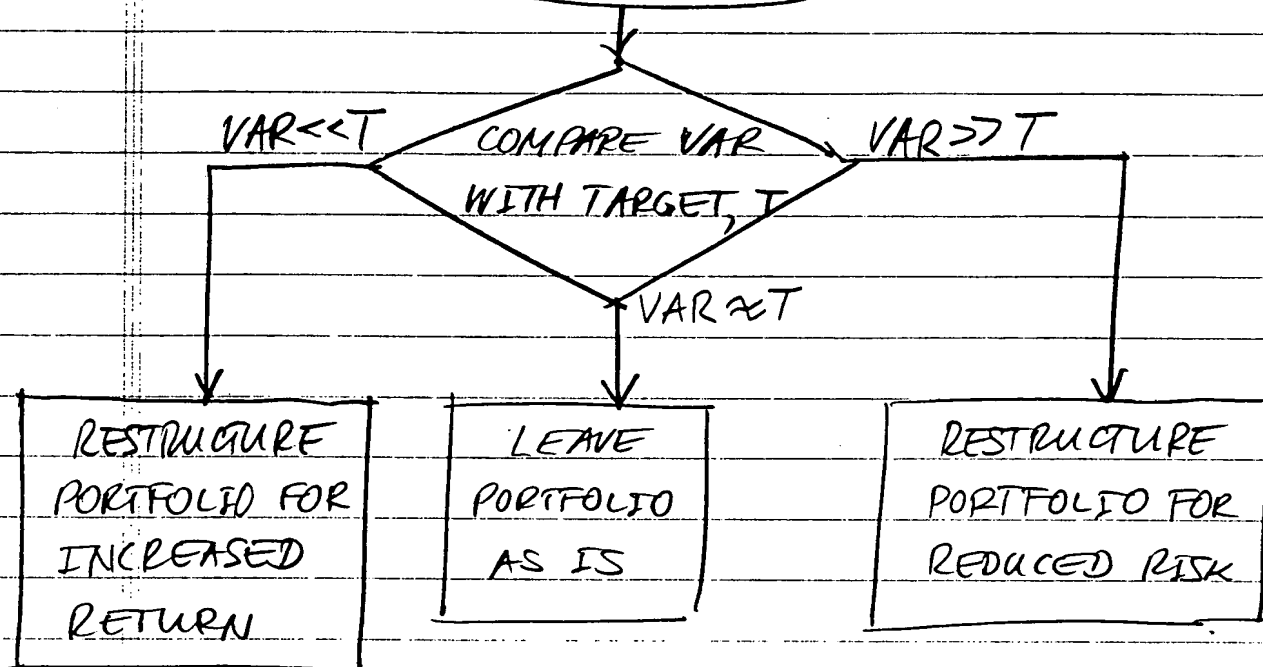 VAR<<T
COMPARE VAR
WITH TARGET, T
VAR>>T
VAR≈T
RESTRUCTURE
PORTFOLIO FOR
INCREASED
RETURN
LEAVE
PORTFOLIO
AS IS
RESTRUCTURE
PORTFOLIO FOR
REDUCED RISK